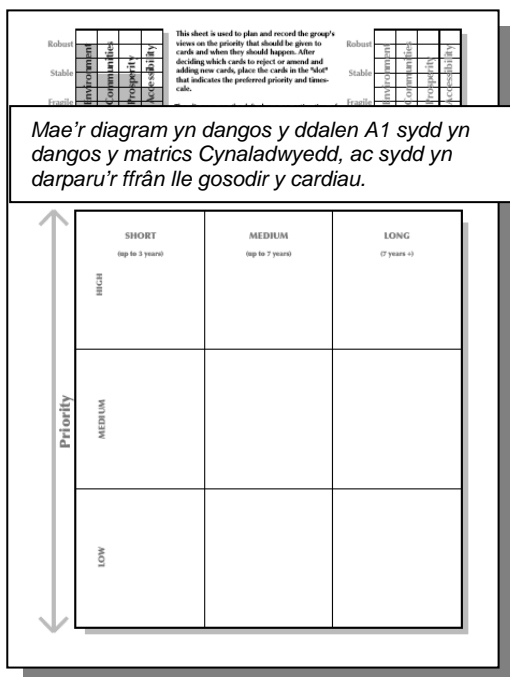 Robust
Stable
Fragile
Environment
Communities
Prosperity
Accessibility
This sheet is used to plan and record the group's
views on the priority that should be given to
cards and when they should happen. After
deciding which cards to reject or amend and
adding new cards, place the cards in the "slot"
that indicates the preferred priority and times-
cale.
Robust
Stable
Fragile
Environment
Communities
Prosperity
Accessibility
Mae'r diagram yn dangos y ddalen A1 sydd yn
dangos y matrics Cynaladwyedd, ac sydd yn
darparu'r ffrân lle gosodir y cardiau.
SHORT
(up to 3 years)
MEDIUM
(up to 7 years)
LONG
(7 years +)
Priority
HIGH
MEDIUM
LOW